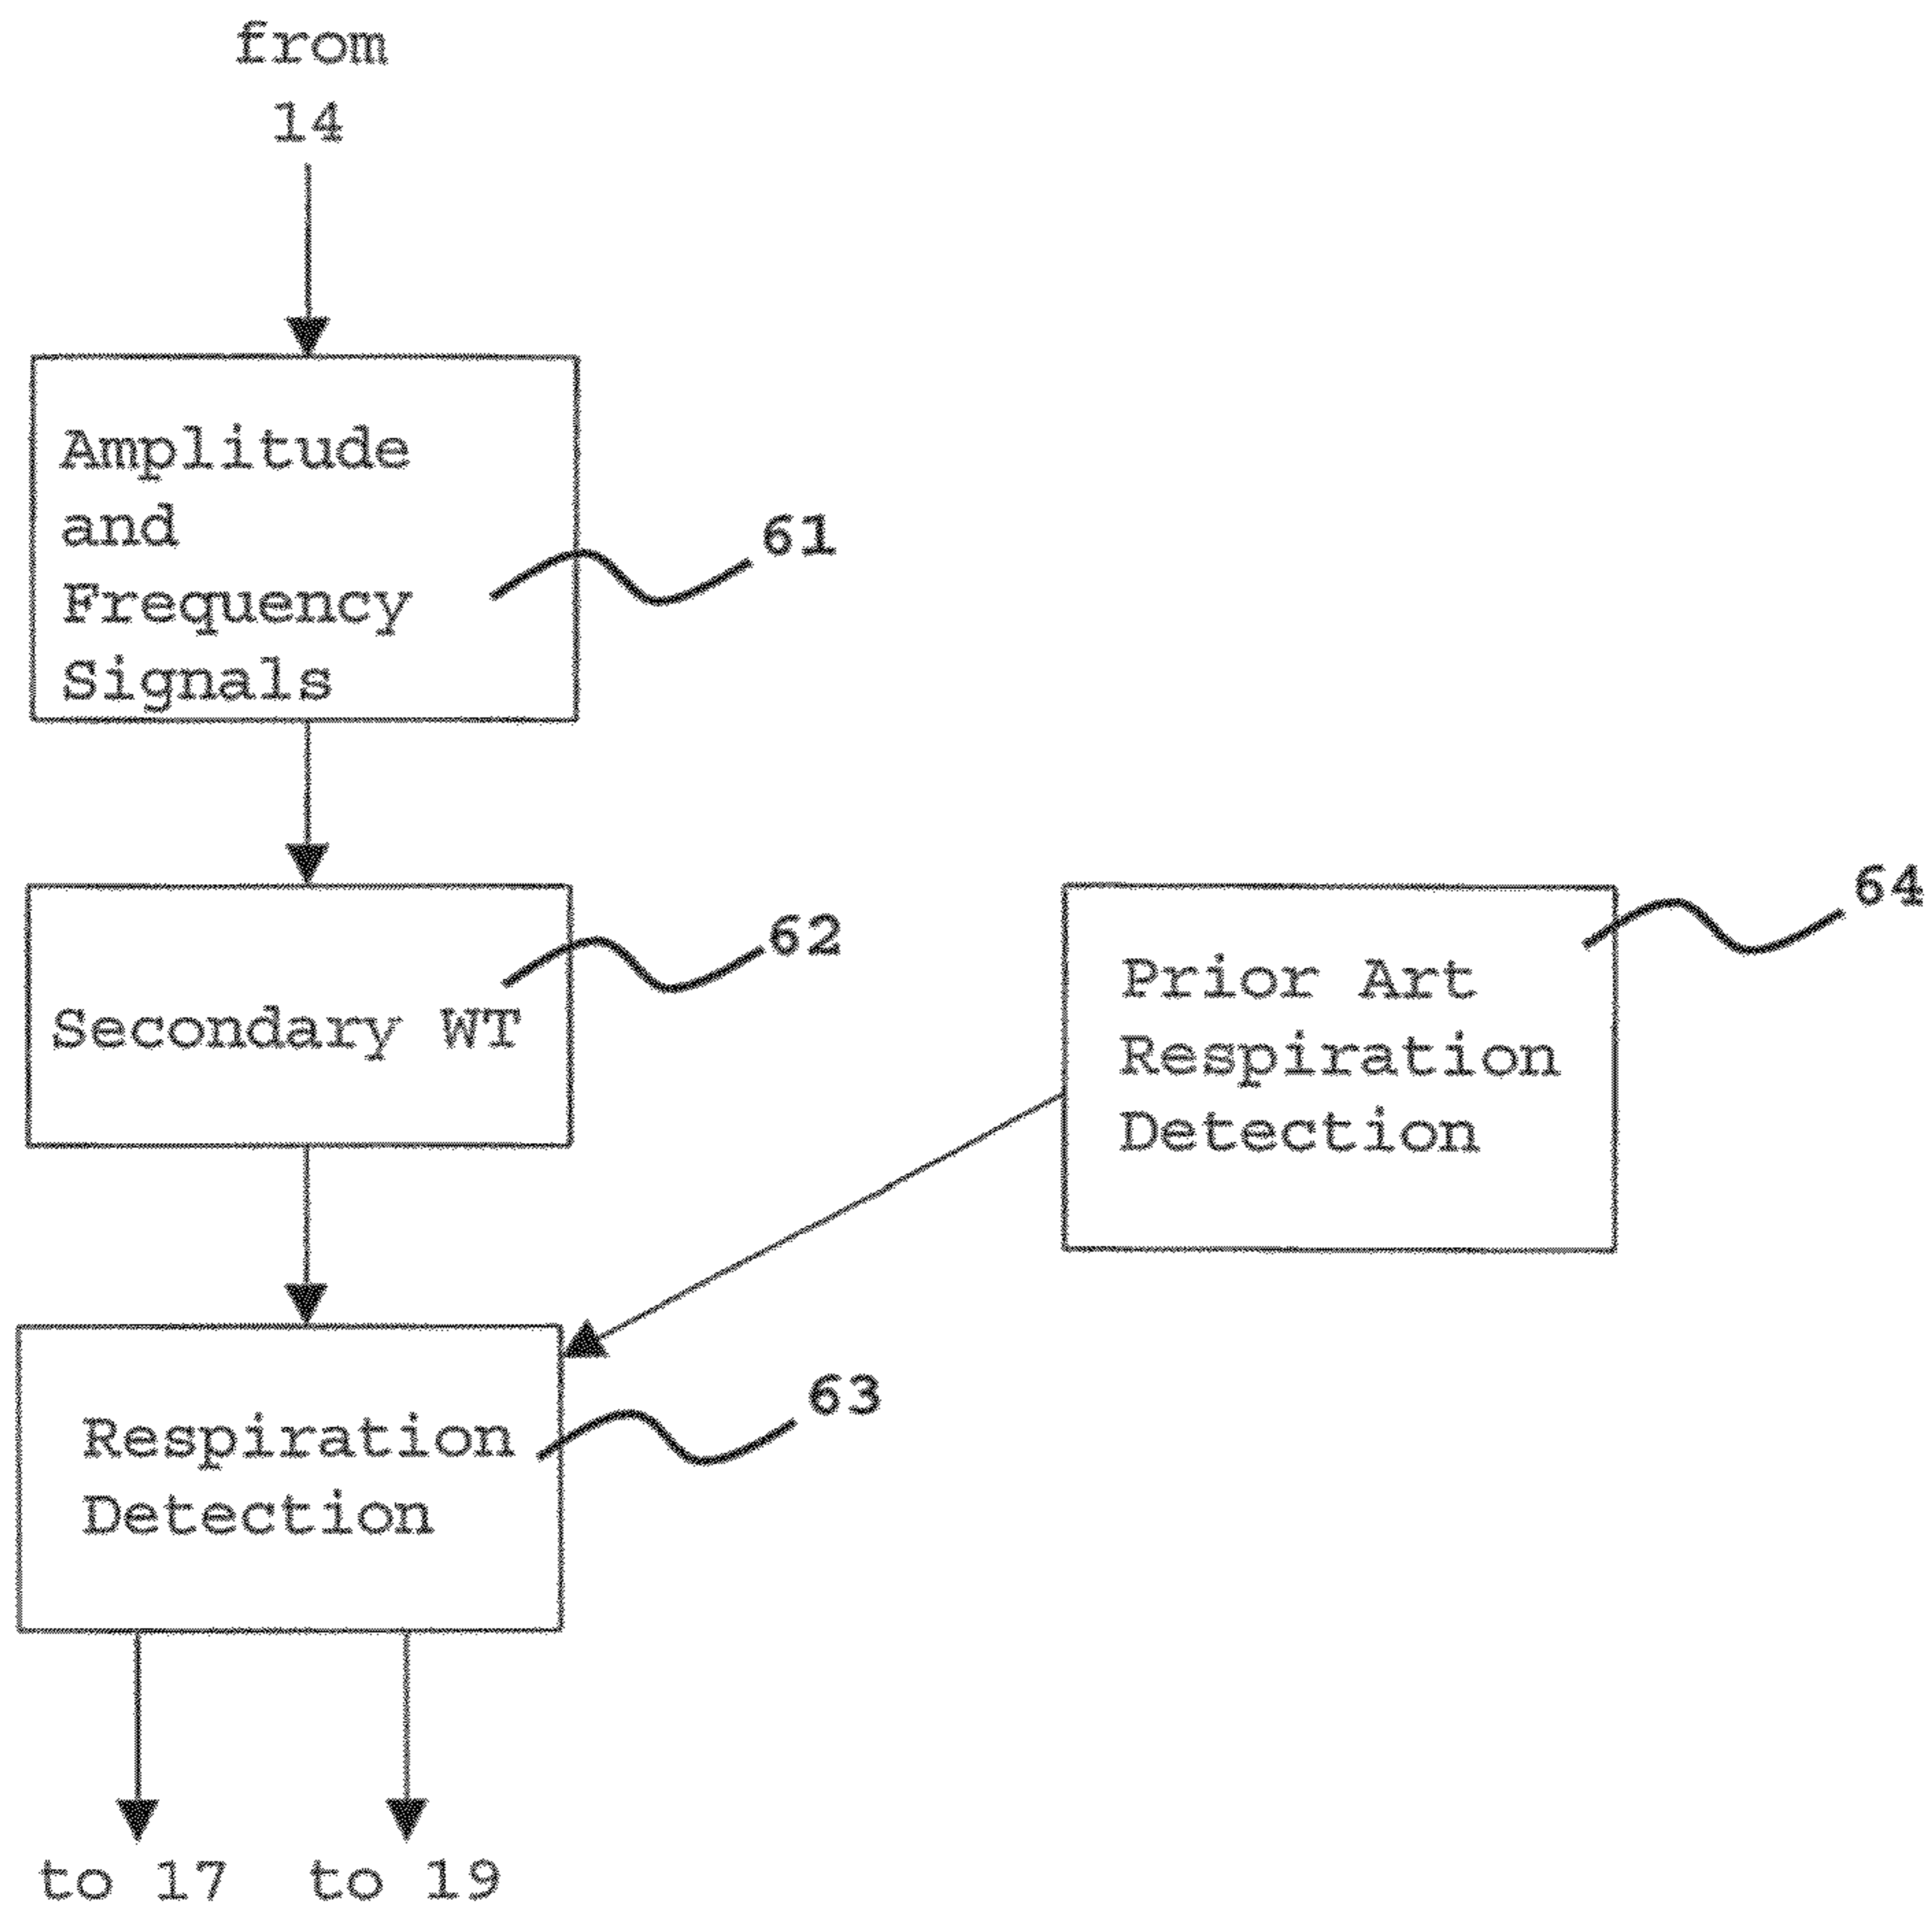 from
14
Amplitude
and
Frequency
Signals
61
Secondary WT
62
Prior Art
Respiration
Detection
64
Respiration
Detection
63
to 17
to 19